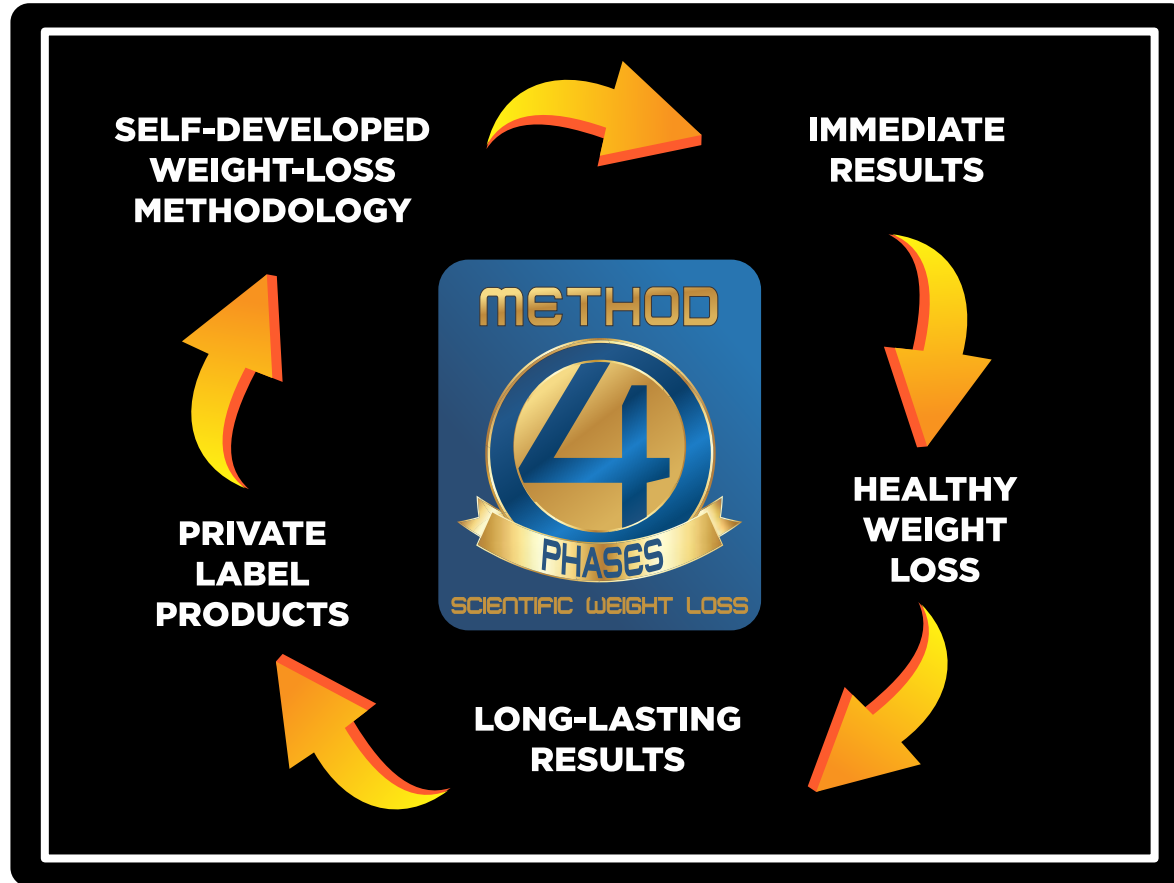 SELF-DEVELOPED
WEIGHT-LOSS
METHODOLOGY
IMMEDIATE
RESULTS
METHOD
4
PHASES
SCIENTIFIC WEIGHT LOSS
HEALTHY
WEIGHT
LOSS
PRIVATE
LABEL
PRODUCTS
LONG-LASTING
RESULTS